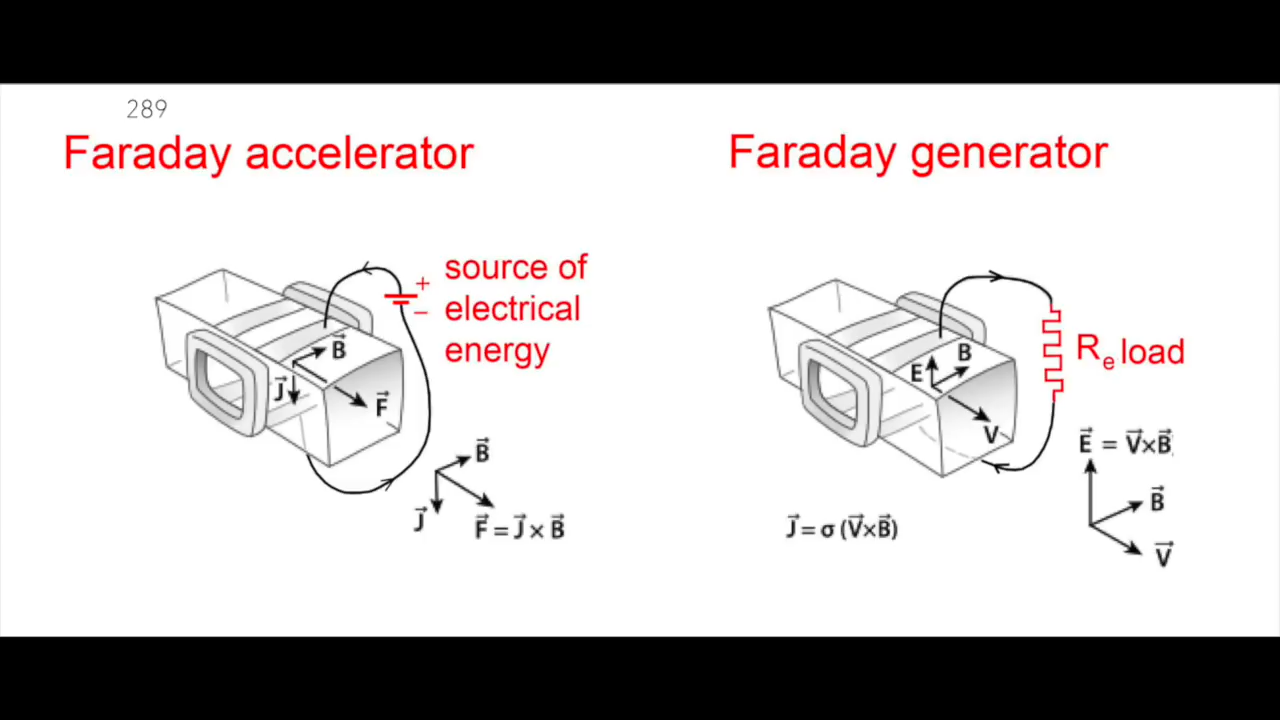 289
Faraday accelerator
Faraday generator
+
−
source of
electrical
energy
B⃗
J⃗
F⃗
B⃗
J⃗
F⃗ = J⃗ × B⃗
R_e load
B
E
V
E⃗ = V⃗×B⃗
B⃗
V⃗
J⃗ = σ (V⃗×B⃗)